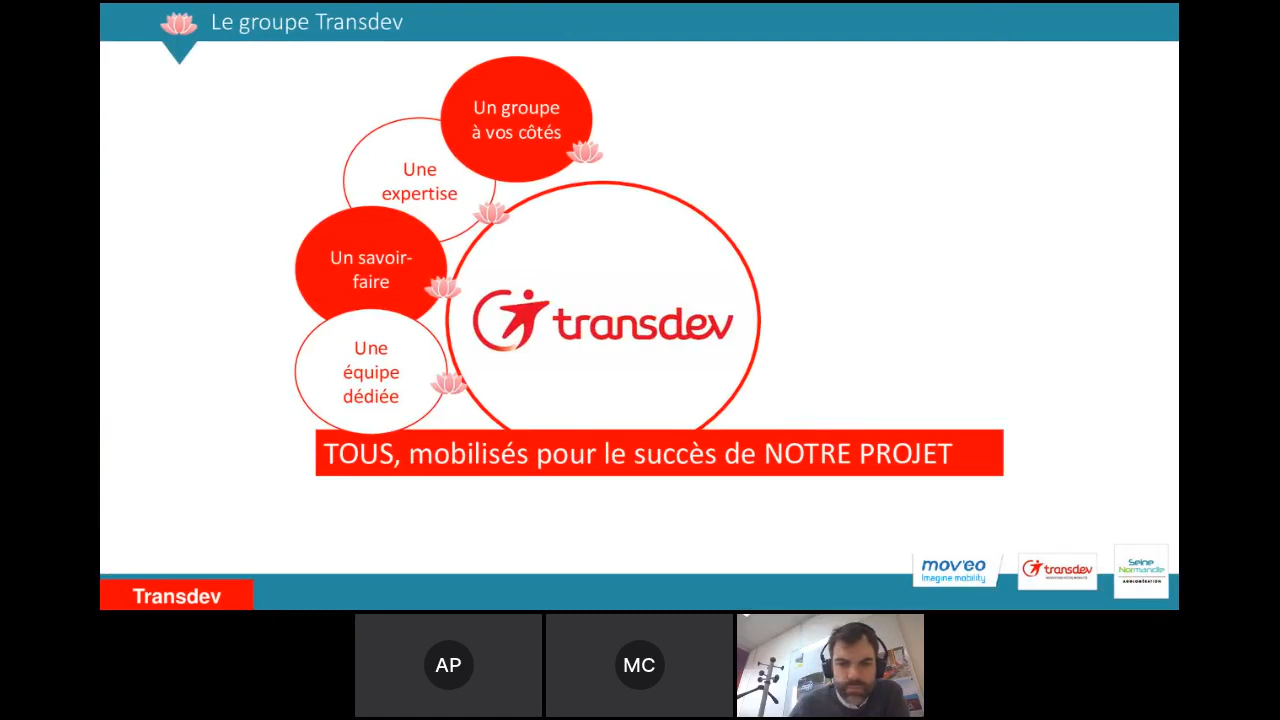 Le groupe Transdev
Un groupe
à vos côtés
Une
expertise
Un savoir-
faire
Une
équipe
dédiée
transdev
TOUS, mobilisés pour le succès de NOTRE PROJET
mov'eo
Imagine mobility
transdev
Seine
Normandie
AGGLOMÉRATION
Transdev
AP
MC